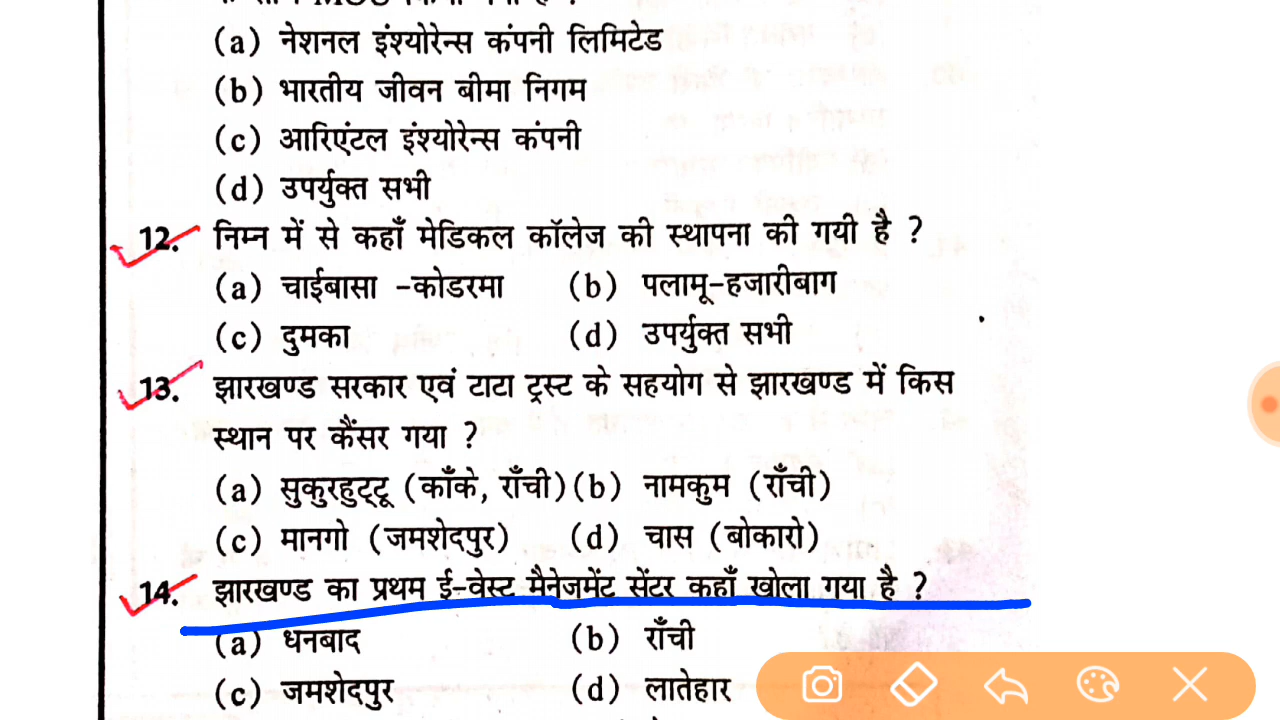 (a) नेशनल इंश्योरेन्स कंपनी लिमिटेड
(b) भारतीय जीवन बीमा निगम
(c) आरिएंटल इंश्योरेन्स कंपनी
(d) उपर्युक्त सभी
12. निम्न में से कहाँ मेडिकल कॉलेज की स्थापना की गयी है ?
(a) चाईबासा -कोडरमा (b) पलामू-हजारीबाग
(c) दुमका (d) उपर्युक्त सभी
13. झारखण्ड सरकार एवं टाटा ट्रस्ट के सहयोग से झारखण्ड में किस
स्थान पर कैंसर गया ?
(a) सुकुरहुट्टू (काँके, राँची) (b) नामकुम (राँची)
(c) मानगो (जमशेदपुर) (d) चास (बोकारो)
14. झारखण्ड का प्रथम ई-वेस्ट मैनेजमेंट सेंटर कहाँ खोला गया है ?
(a) धनबाद (b) राँची
(c) जमशेदपुर (d) लातेहार